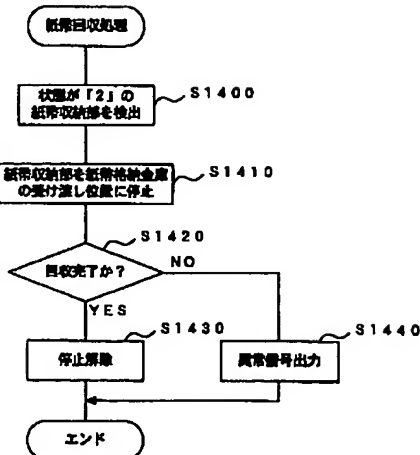 紙幣回収処理
状態が「2」の
紙幣収納部を検出
S1400
紙幣収納部を紙幣格納金庫
の受け渡し位置に停止
S1410
S1420
回収完了か？
NO
YES
S1430
停止解除
S1440
異常信号出力
エンド